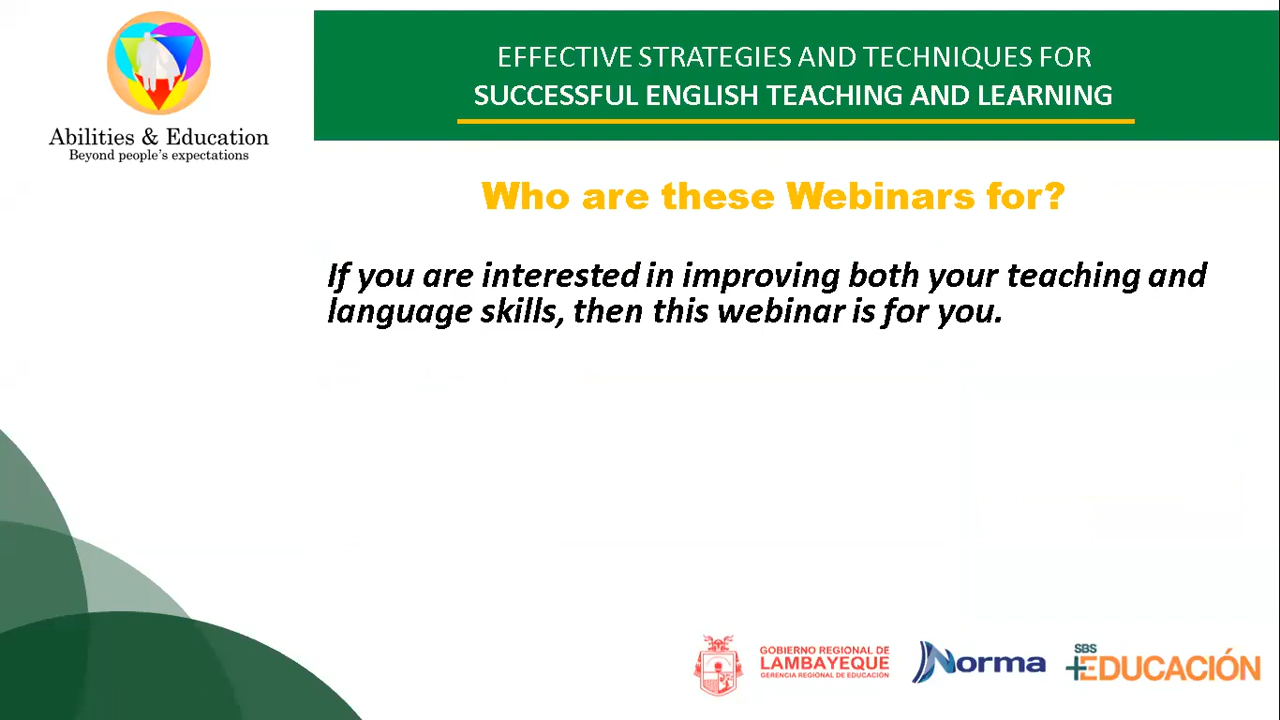 Abilities & Education
Beyond people's expectations
EFFECTIVE STRATEGIES AND TECHNIQUES FOR
SUCCESSFUL ENGLISH TEACHING AND LEARNING
Who are these Webinars for?
If you are interested in improving both your teaching and
language skills, then this webinar is for you.
GOBIERNO REGIONAL DE
LAMBAYEQUE
GERENCIA REGIONAL DE EDUCACIÓN
Norma
SBS
+EDUCACIÓN